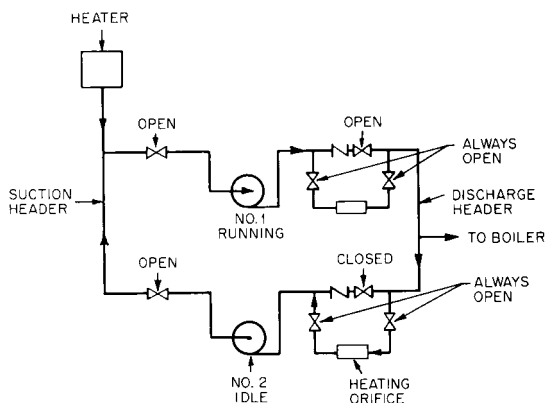 HEATER
OPEN
OPEN
ALWAYS
OPEN
SUCTION
HEADER
NO. 1
RUNNING
DISCHARGE
HEADER
TO BOILER
OPEN
CLOSED
ALWAYS
OPEN
NO. 2
IDLE
HEATING
ORIFICE